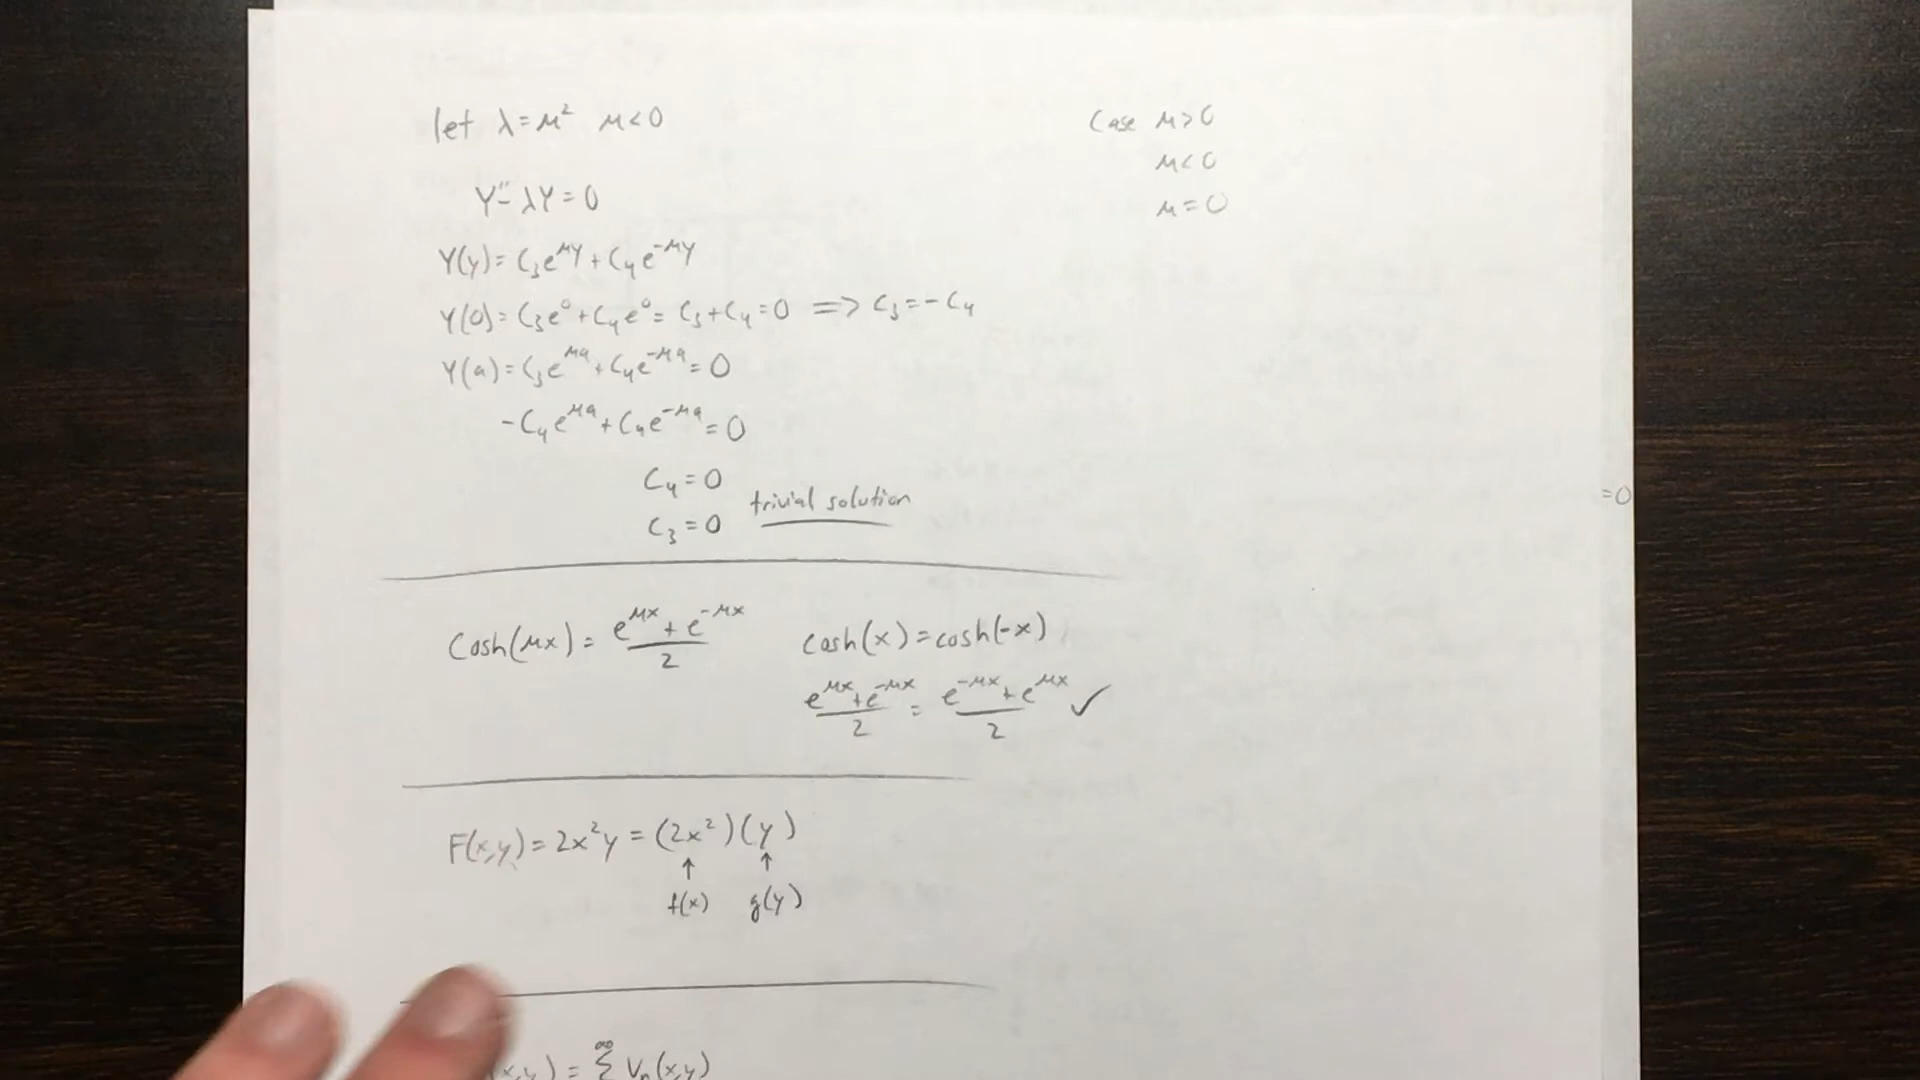 let λ = μ² μ < 0
Case μ > 0
μ < 0
μ = 0
Y'' - λY = 0
Y(y) = C₃e^{μy} + C₄e^{-μy}
Y(0) = C₃e⁰ + C₄e⁰ = C₃ + C₄ = 0 => C₃ = -C₄
Y(a) = C₃e^{μa} + C₄e^{-μa} = 0
-C₄e^{μa} + C₄e^{-μa} = 0
C₄ = 0
C₃ = 0 trivial solution
= 0
Cosh(μx) = (e^{μx} + e^{-μx})/2
cosh(x) = cosh(-x)
(e^{μx} + e^{-μx})/2 = (e^{-μx} + e^{μx})/2 ✓
F(x,y) = 2x²y = (2x²)(y)
↑ ↑
f(x) g(y)
(x,y) = ∑^{∞} Vₙ(x,y)